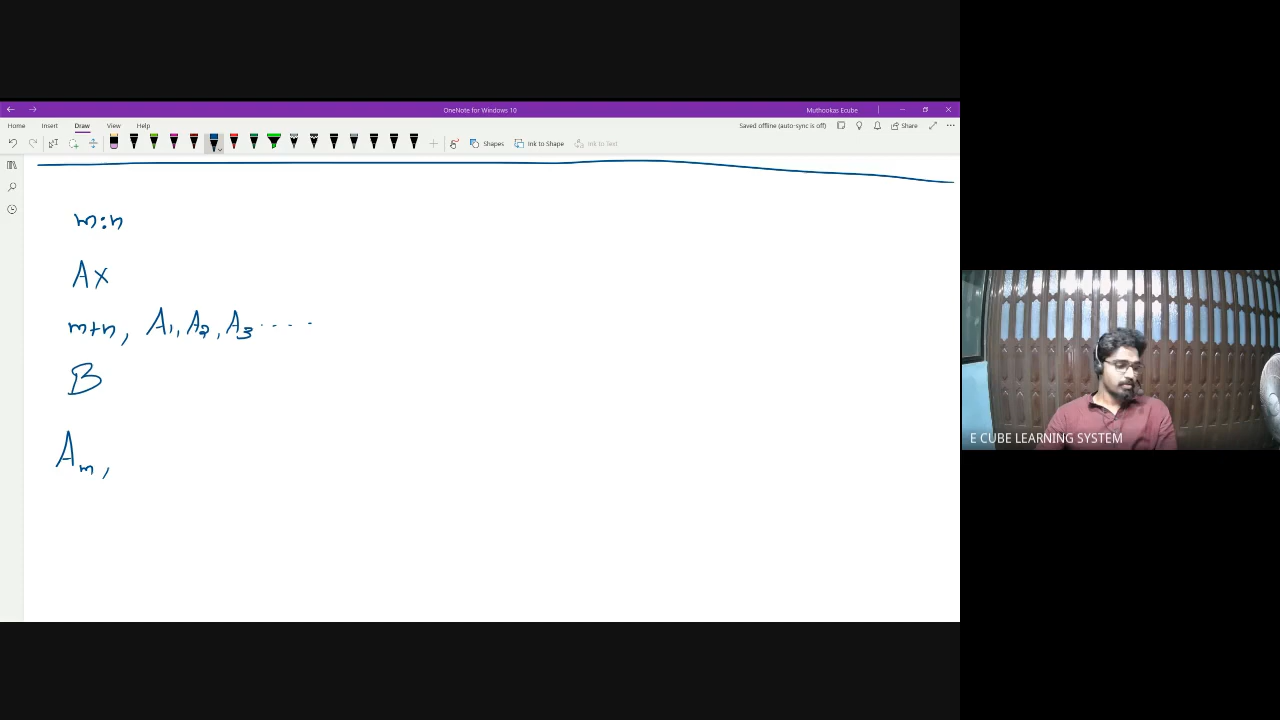 OneNote for Windows 10
Muthookas Ecube
Home Insert Draw View Help
Saved offline (auto-sync is off)
Share
Shapes
Ink to Shape
Ink to Text
m:n
AX
m+n, A1, A2, A3 ....
B
Am,
E CUBE LEARNING SYSTEM